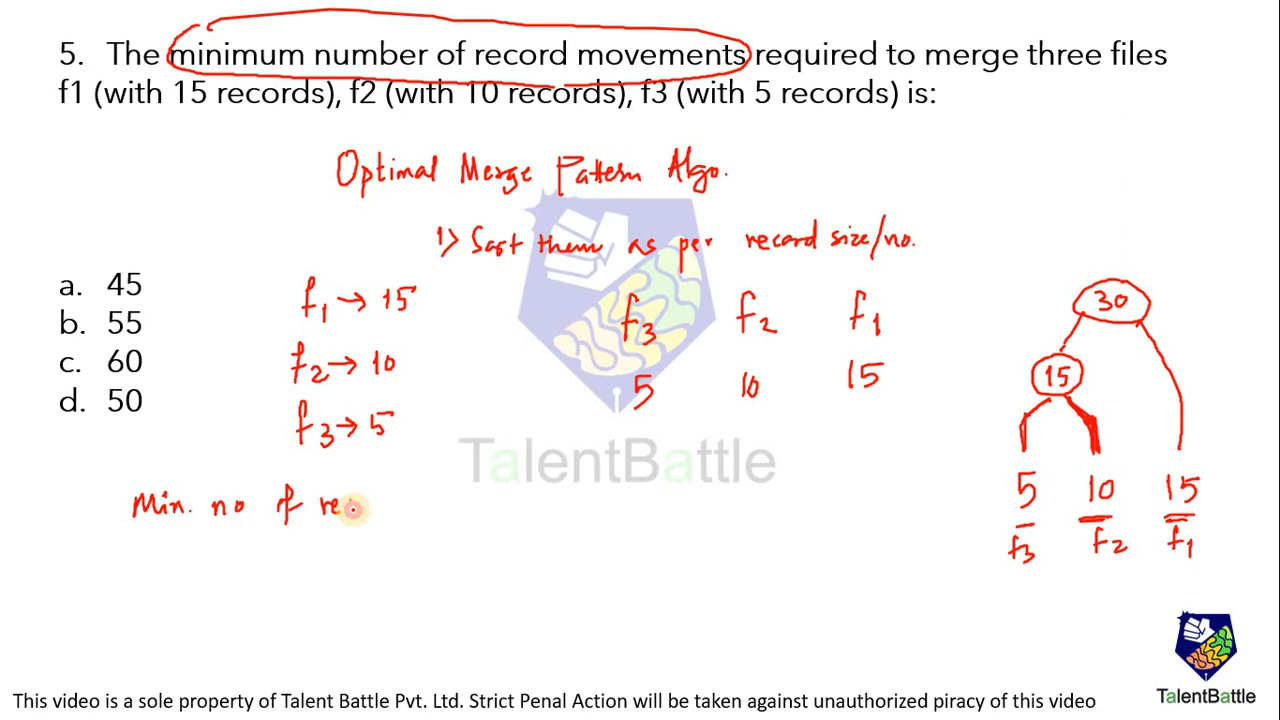 5. The minimum number of record movements required to merge three files
f1 (with 15 records), f2 (with 10 records), f3 (with 5 records) is:
Optimal Merge Pattern Algo.
1) Sort them as per record size/no.
a. 45
b. 55
c. 60
d. 50
f1 → 15
f2 → 10
f3 → 5
f3 f2 f1
5 10 15
30
15
5 10 15
f3 f2 f1
Min. no of re
TalentBattle
TalentBattle
This video is a sole property of Talent Battle Pvt. Ltd. Strict Penal Action will be taken against unauthorized piracy of this video